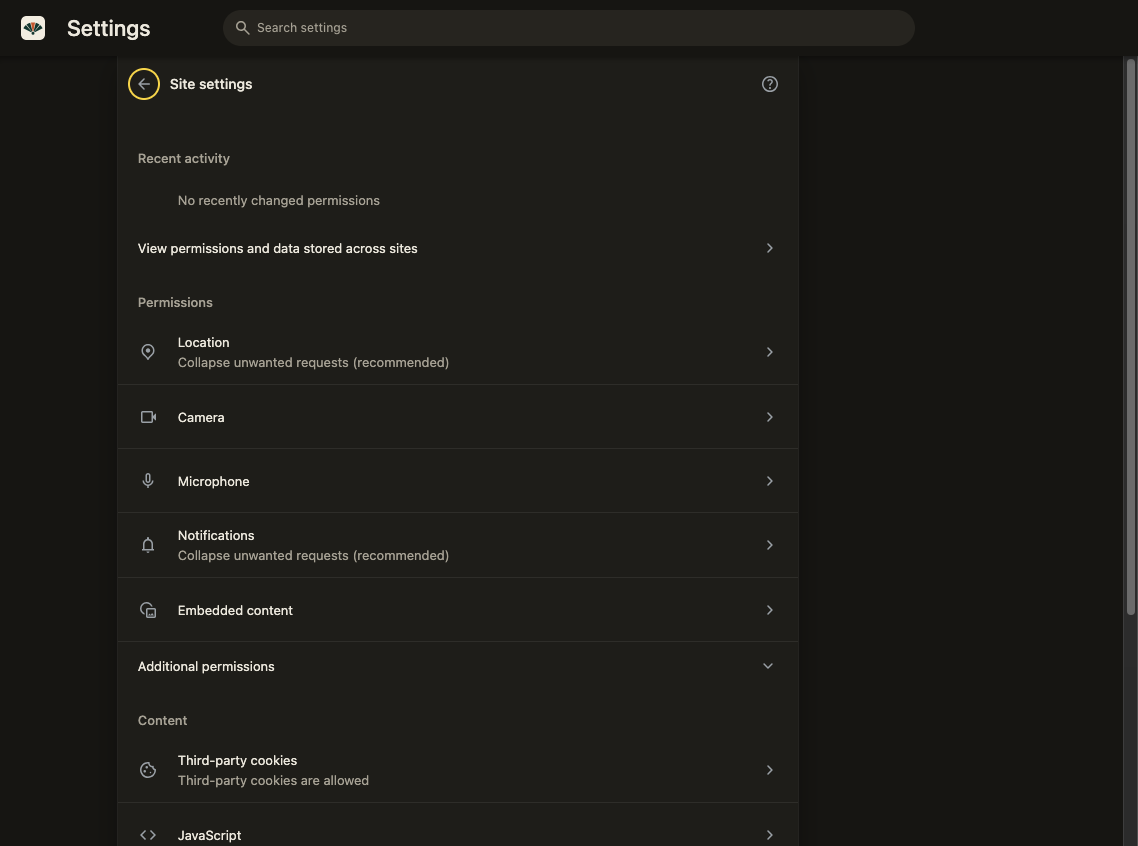 Settings
Search settings
Site settings
Recent activity
No recently changed permissions
View permissions and data stored across sites
Permissions
Location
Collapse unwanted requests (recommended)
Camera
Microphone
Notifications
Collapse unwanted requests (recommended)
Embedded content
Additional permissions
Content
Third-party cookies
Third-party cookies are allowed
JavaScript